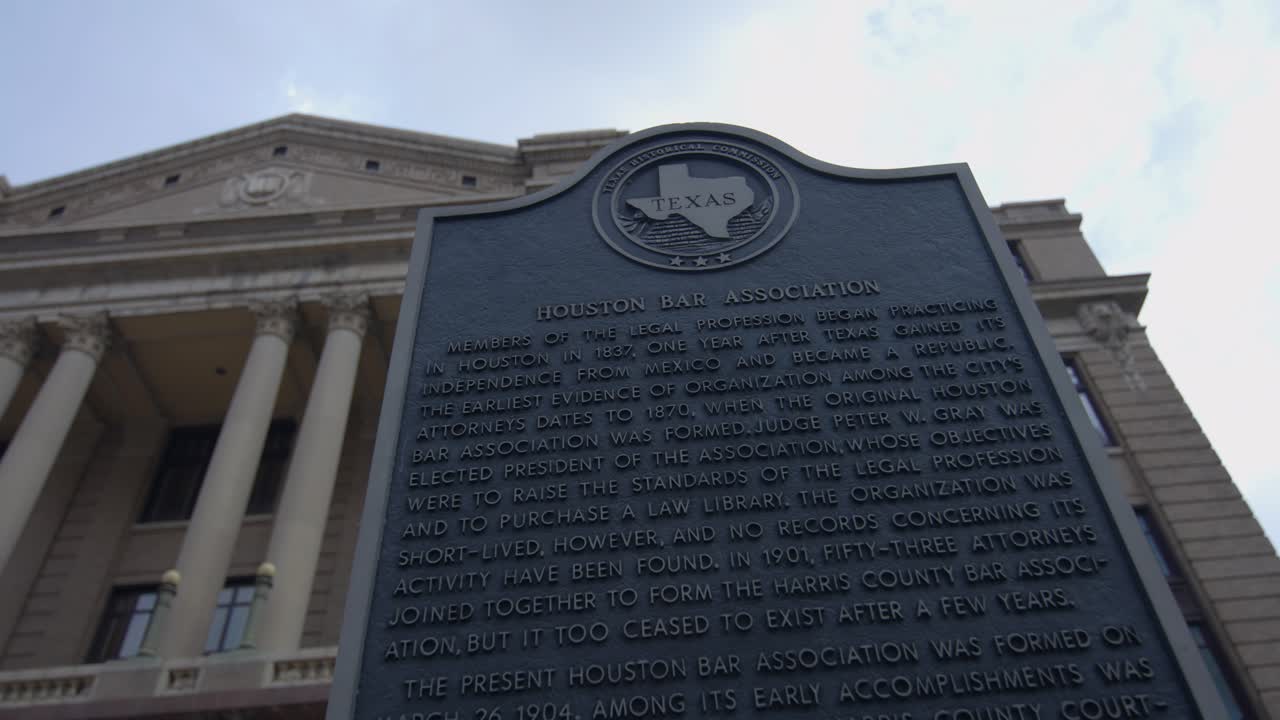 TEXAS HISTORICAL COMMISSION
TEXAS
HOUSTON BAR ASSOCIATION
MEMBERS OF THE LEGAL PROFESSION BEGAN PRACTICING
IN HOUSTON IN 1837, ONE YEAR AFTER TEXAS GAINED ITS
INDEPENDENCE FROM MEXICO AND BECAME A REPUBLIC.
THE EARLIEST EVIDENCE OF ORGANIZATION AMONG THE CITY'S
ATTORNEYS DATES TO 1870, WHEN THE ORIGINAL HOUSTON
BAR ASSOCIATION WAS FORMED. JUDGE PETER W. GRAY WAS
ELECTED PRESIDENT OF THE ASSOCIATION, WHOSE OBJECTIVES
WERE TO RAISE THE STANDARDS OF THE LEGAL PROFESSION
AND TO PURCHASE A LAW LIBRARY. THE ORGANIZATION WAS
SHORT-LIVED, HOWEVER, AND NO RECORDS CONCERNING ITS
ACTIVITY HAVE BEEN FOUND. IN 1901, FIFTY-THREE ATTORNEYS
JOINED TOGETHER TO FORM THE HARRIS COUNTY BAR ASSOCI-
ATION, BUT IT TOO CEASED TO EXIST AFTER A FEW YEARS.
THE PRESENT HOUSTON BAR ASSOCIATION WAS FORMED ON
MARCH 26, 1904. AMONG ITS EARLY ACCOMPLISHMENTS WAS
HARRIS COUNTY COURT-